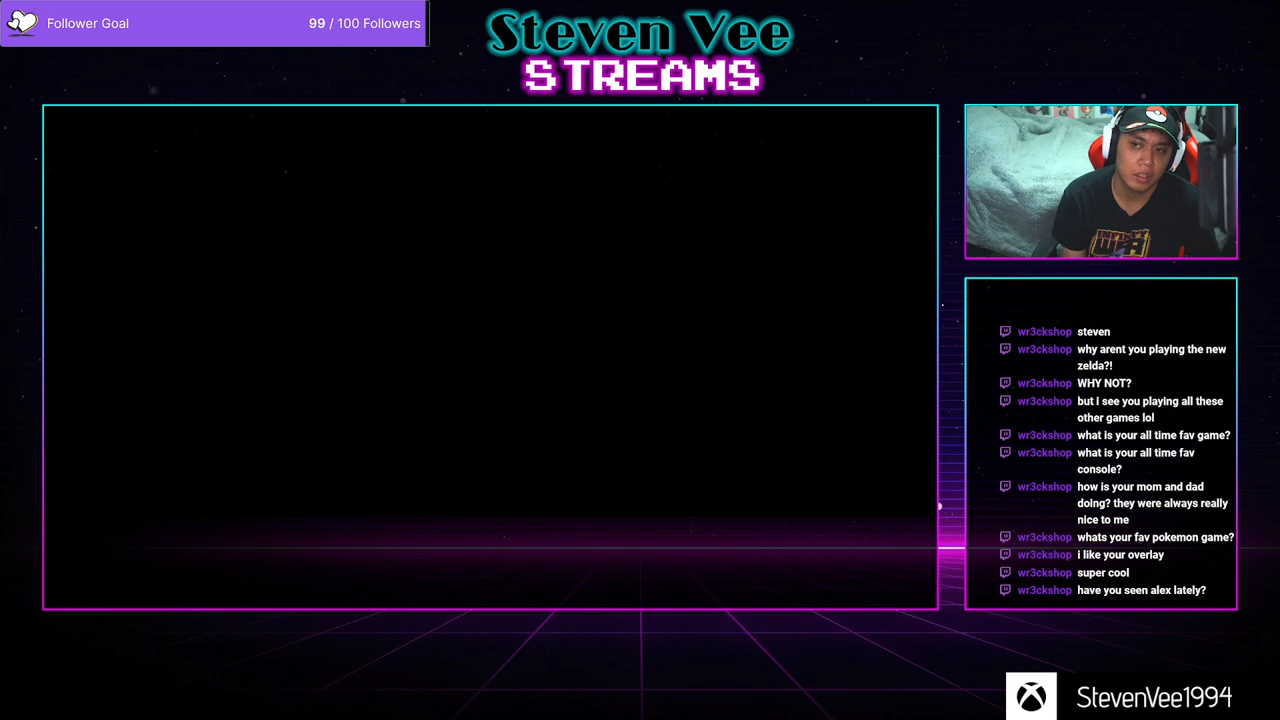 Follower Goal 99 / 100 Followers
Steven Vee
STREAMS
wr3ckshop steven
wr3ckshop why arent you playing the new
zelda?!
wr3ckshop WHY NOT?
wr3ckshop but i see you playing all these
other games lol
wr3ckshop what is your all time fav game?
wr3ckshop what is your all time fav
console?
wr3ckshop how is your mom and dad
doing? they were always really
nice to me
wr3ckshop whats your fav pokemon game?
wr3ckshop i like your overlay
wr3ckshop super cool
wr3ckshop have you seen alex lately?
StevenVee1994